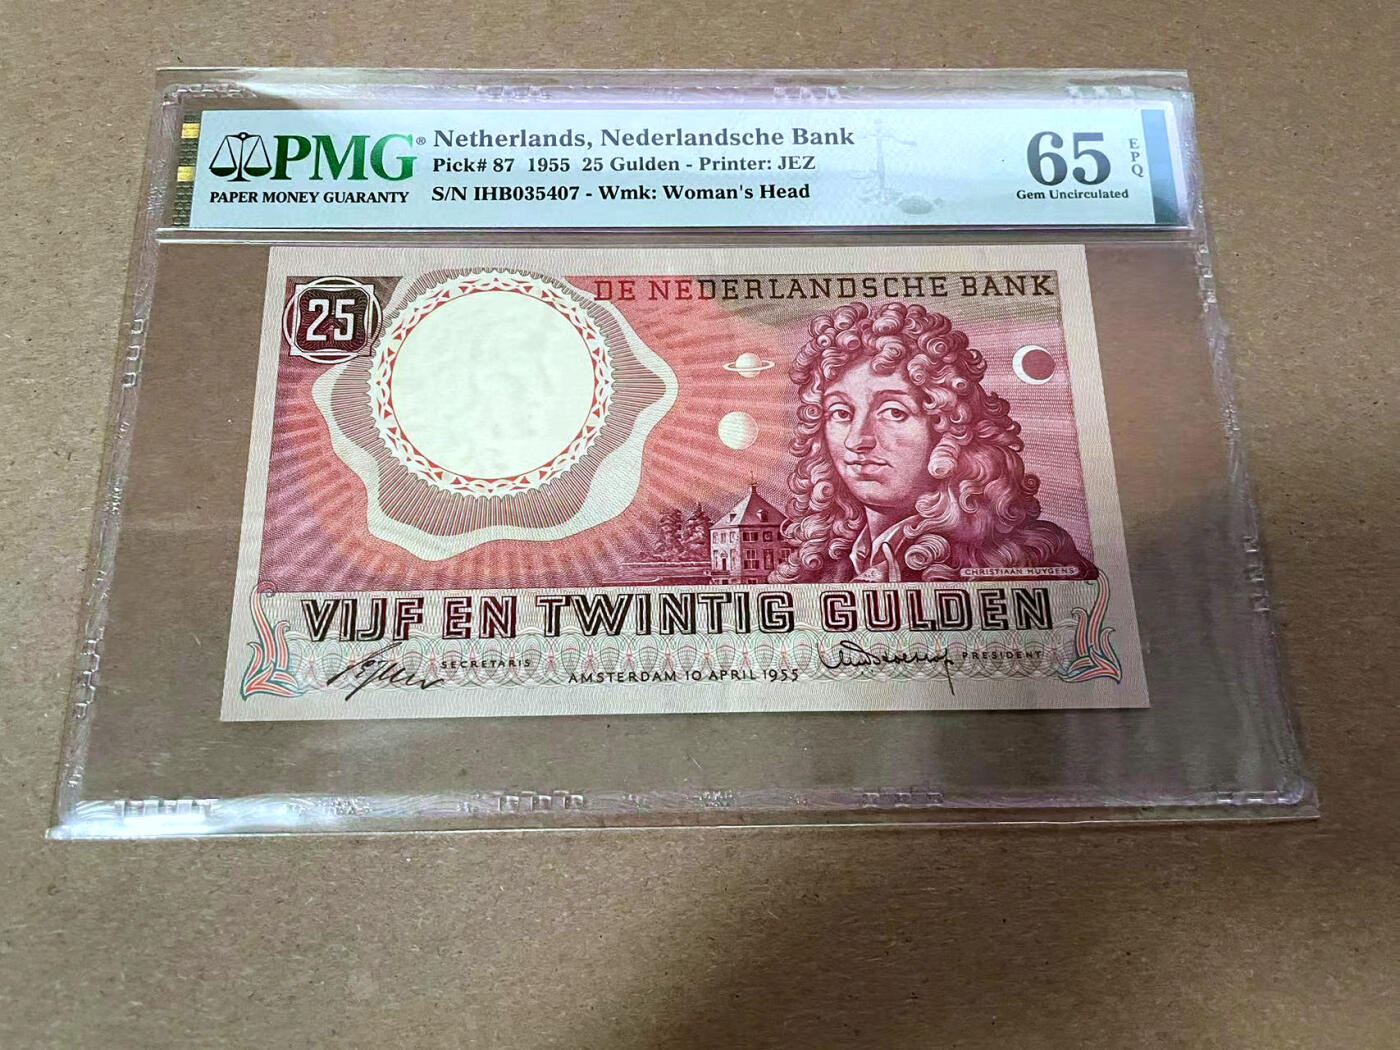 PMG®
PAPER MONEY GUARANTY
Netherlands, Nederlandsche Bank
Pick# 87 1955 25 Gulden - Printer: JEZ
S/N IHB035407 - Wmk: Woman's Head
65
EPQ
Gem Uncirculated
25
DE NEDERLANDSCHE BANK
CHRISTIAAN HUYGENS
VIJF EN TWINTIG GULDEN
SECRETARIS
PRESIDENT
AMSTERDAM 10 APRIL 1955